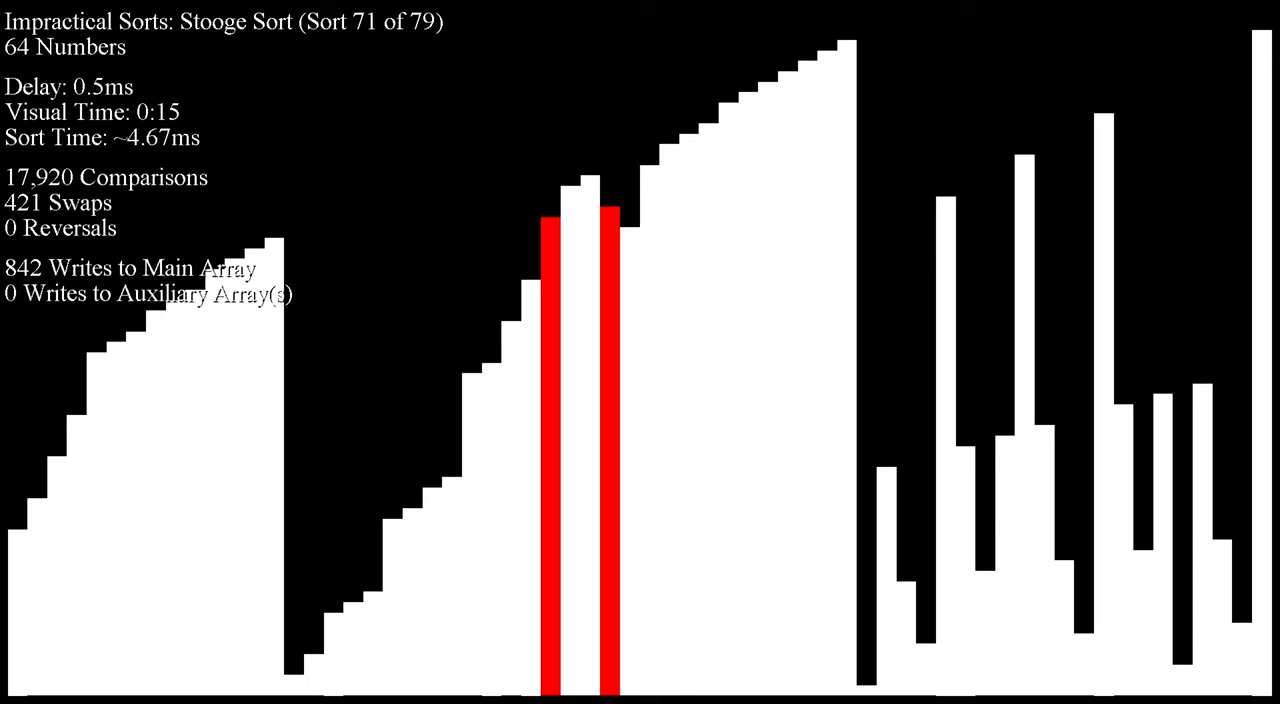 Impractical Sorts: Stooge Sort (Sort 71 of 79)
64 Numbers
Delay: 0.5ms
Visual Time: 0:15
Sort Time: ~4.67ms
17,920 Comparisons
421 Swaps
0 Reversals
842 Writes to Main Array
0 Writes to Auxiliary Array(s)